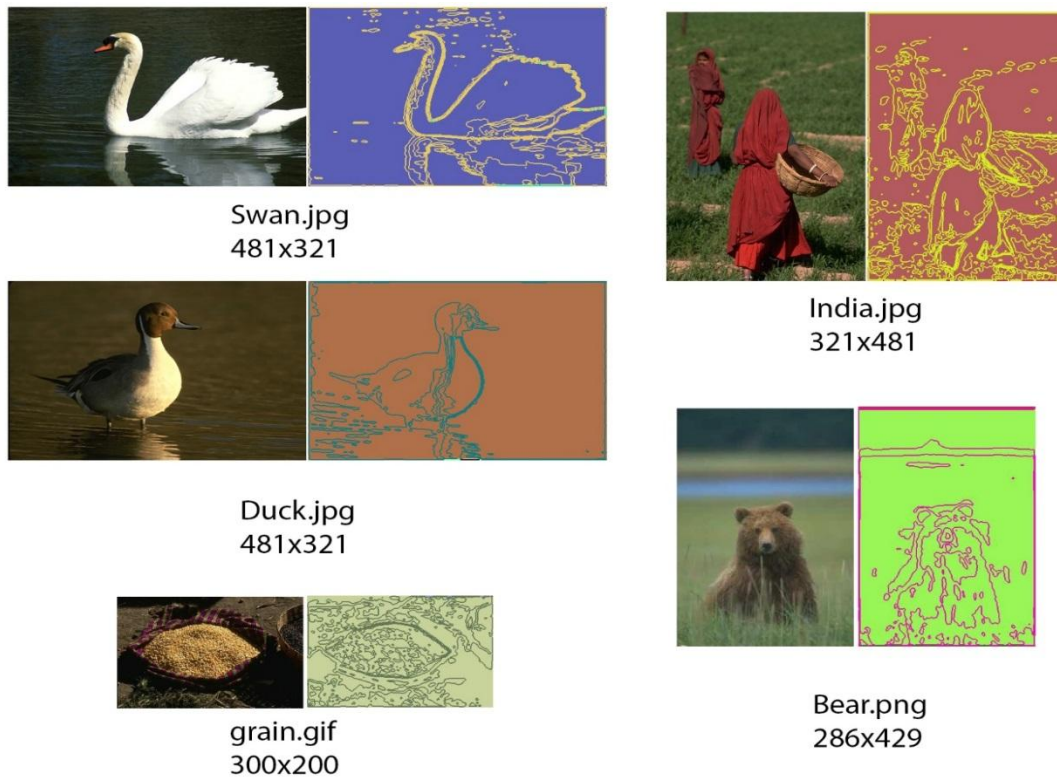 Swan.jpg
481x321
India.jpg
321x481
Duck.jpg
481x321
Bear.png
286x429
grain.gif
300x200